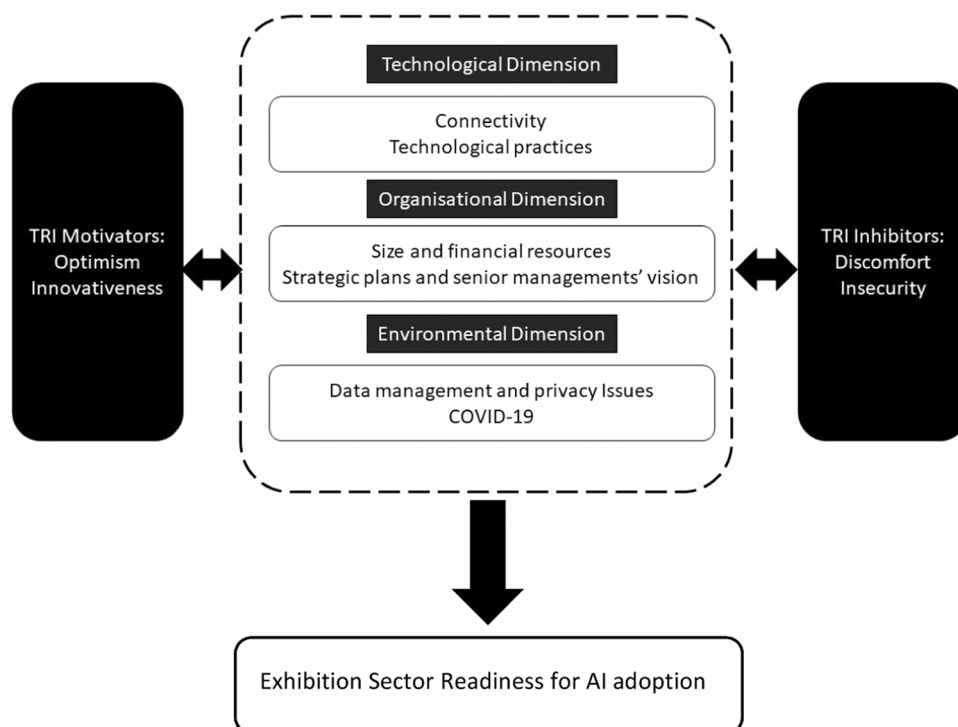 Technological Dimension
Connectivity
Technological practices
Organisational Dimension
Size and financial resources
Strategic plans and senior managements’ vision
Environmental Dimension
Data management and privacy Issues
COVID-19
TRI Motivators:
Optimism
Innovativeness
TRI Inhibitors:
Discomfort
Insecurity
Exhibition Sector Readiness for AI adoption